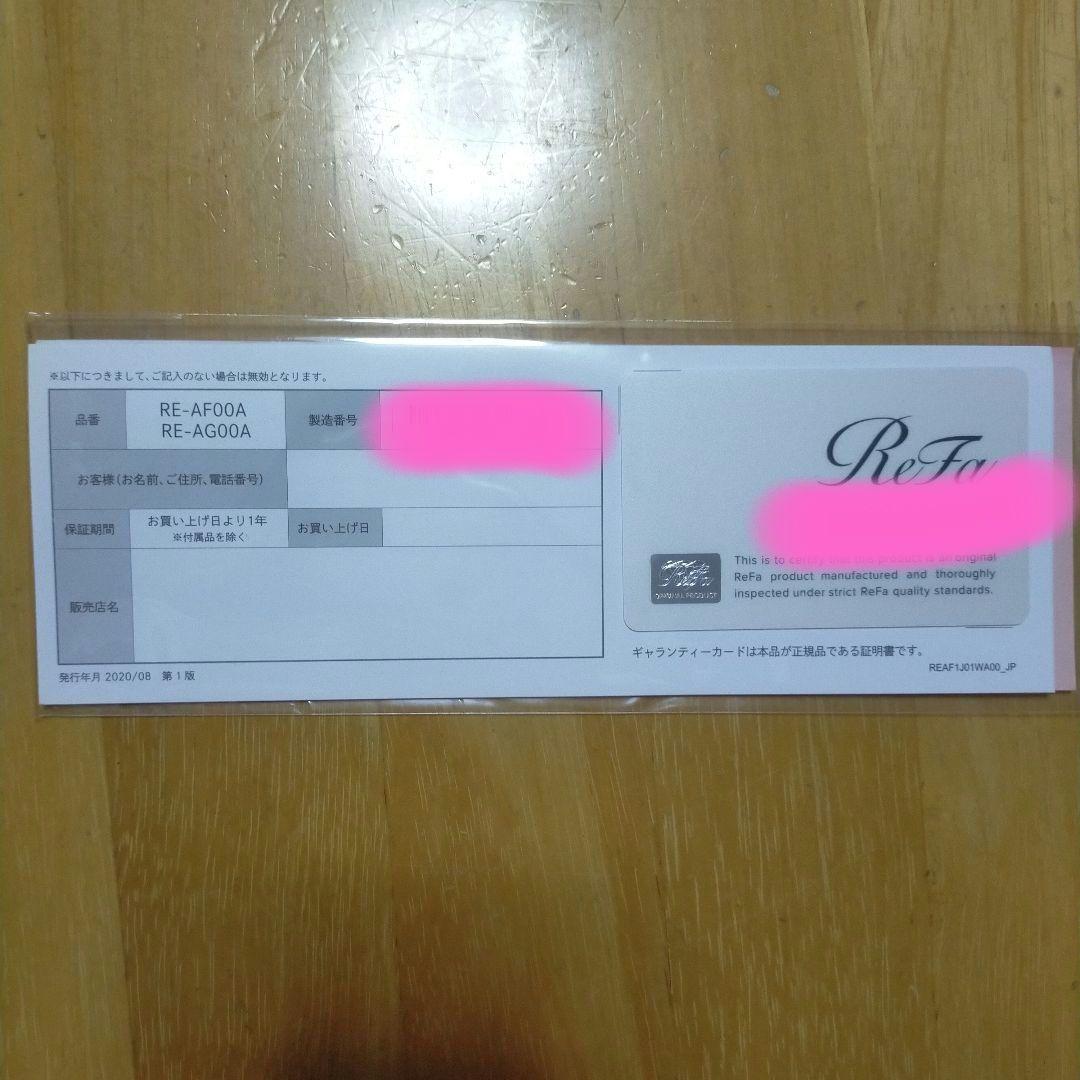 ※以下につきまして、ご記入のない場合は無効となります。
品番
RE-AF00A
RE-AG00A
製造番号
お客様(お名前、ご住所、電話番号)
保証期間
お買い上げ日より1年
※付属品を除く
お買い上げ日
販売店名
発行年月 2020/08 第1版
ReFa
ReFa
ORIGINAL PRODUCT
This is to certify that this product is an original
ReFa product manufactured and thoroughly
inspected under strict ReFa quality standards.
ギャランティーカードは本品が正規品である証明書です。
REAF1J01WA00_JP